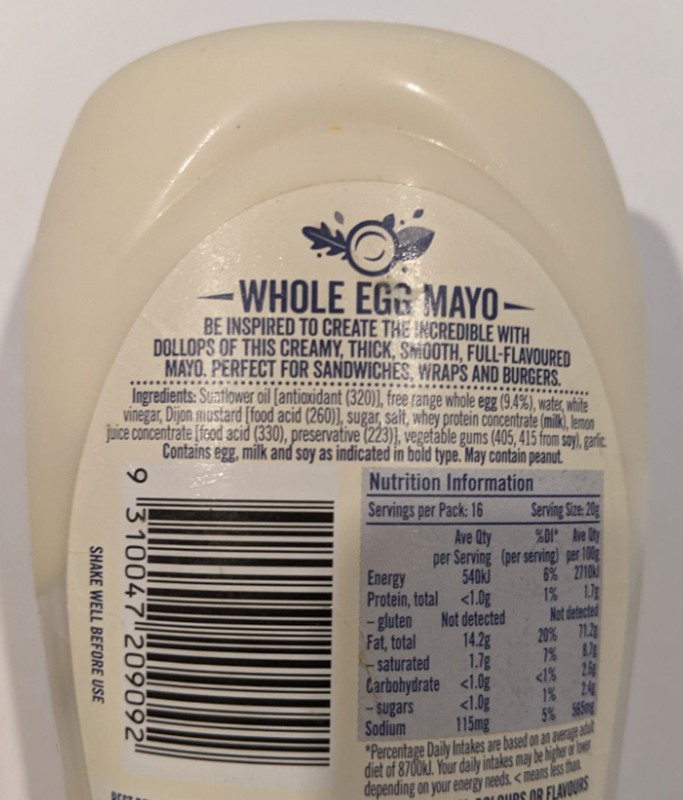 WHOLE EGG MAYO
BE INSPIRED TO CREATE THE INCREDIBLE WITH
DOLLOPS OF THIS CREAMY, THICK, SMOOTH, FULL-FLAVOURED
MAYO. PERFECT FOR SANDWICHES, WRAPS AND BURGERS.
Ingredients: Sunflower oil [antioxidant (320)], free range whole egg (9.4%), water, white
vinegar, Dijon mustard [food acid (260)], sugar, salt, whey protein concentrate (milk), lemon
juice concentrate [food acid (330), preservative (223)], vegetable gums (405, 415 from soy), garlic.
Contains egg, milk and soy as indicated in bold type. May contain peanut.
SHAKE WELL BEFORE USE
9 310047 209092
Nutrition Information
Servings per Pack: 16 Serving Size: 20g
Ave Qty %DI* Ave Qty
per Serving (per serving) per 100g
Energy 540kJ 6% 2710kJ
Protein, total <1.0g 1% 1.7g
– gluten Not detected Not detected
Fat, total 14.2g 20% 71.2g
– saturated 1.7g 7% 8.7g
Carbohydrate <1.0g <1% 2.6g
– sugars <1.0g 1% 2.4g
Sodium 115mg 5% 565mg
*Percentage Daily Intakes are based on an average adult
diet of 8700kJ. Your daily intakes may be higher or lower
depending on your energy needs. < means less than.
COLOURS OR FLAVOURS